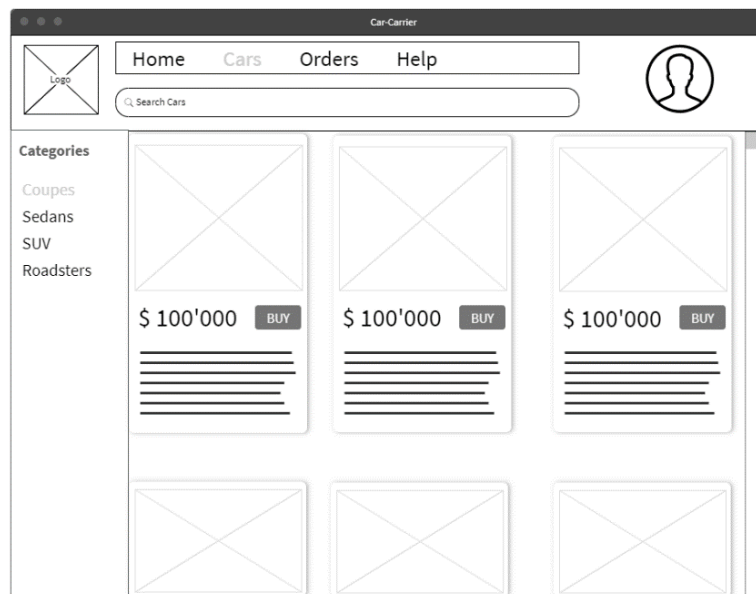 Car-Carrier
Logo
Home Cars Orders Help
Search Cars
Categories
Coupes
Sedans
SUV
Roadsters
$ 100'000 BUY
$ 100'000 BUY
$ 100'000 BUY